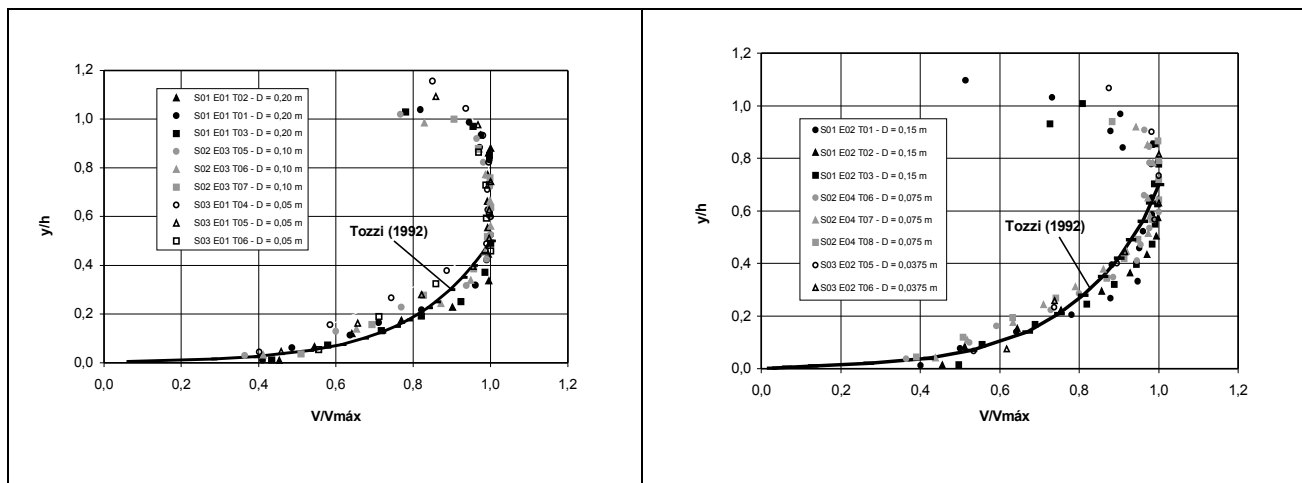 1,2
1,0
0,8
0,6
0,4
0,2
0,0
y/h
S01 E01 T02 - D = 0,20 m
S01 E01 T01 - D = 0,20 m
S01 E01 T03 - D = 0,20 m
S02 E03 T05 - D = 0,10 m
S02 E03 T06 - D = 0,10 m
S02 E03 T07 - D = 0,10 m
S03 E01 T04 - D = 0,05 m
S03 E01 T05 - D = 0,05 m
S03 E01 T06 - D = 0,05 m
Tozzi (1992)
0,0 0,2 0,4 0,6 0,8 1,0 1,2
V/Vmáx
1,2
1,0
0,8
0,6
0,4
0,2
0,0
y/h
S01 E02 T01 - D = 0,15 m
S01 E02 T02 - D = 0,15 m
S01 E02 T03 - D = 0,15 m
S02 E04 T06 - D = 0,075 m
S02 E04 T07 - D = 0,075 m
S02 E04 T08 - D = 0,075 m
S03 E02 T05 - D = 0,0375 m
S03 E02 T06 - D = 0,0375 m
Tozzi (1992)
0,0 0,2 0,4 0,6 0,8 1,0 1,2
V/Vmáx